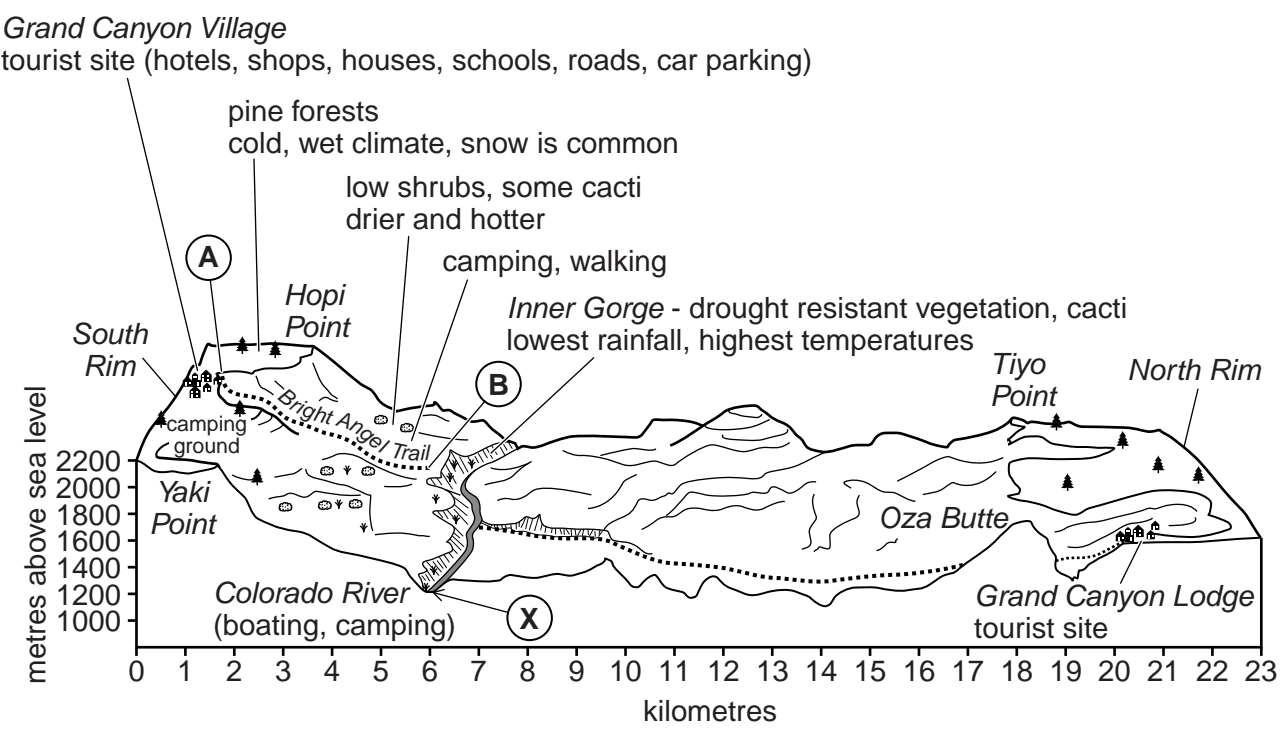 Grand Canyon Village
tourist site (hotels, shops, houses, schools, roads, car parking)
pine forests
cold, wet climate, snow is common
low shrubs, some cacti
drier and hotter
camping, walking
A
Hopi
Point
Inner Gorge - drought resistant vegetation, cacti
lowest rainfall, highest temperatures
South
Rim
B
Tiyo
Point
North Rim
Bright Angel Trail
camping
ground
metres above sea level
2200
2000
1800
1600
1400
1200
1000
Yaki
Point
Oza Butte
Colorado River
(boating, camping)
X
Grand Canyon Lodge
tourist site
0 1 2 3 4 5 6 7 8 9 10 11 12 13 14 15 16 17 18 19 20 21 22 23
kilometres